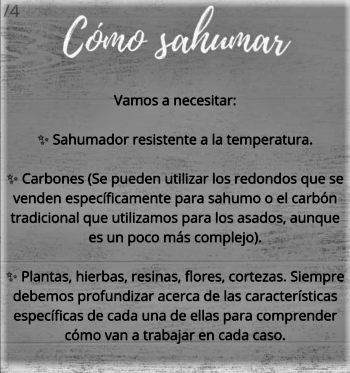 /4
Cómo sahumar
Vamos a necesitar:
✨ Sahumador resistente a la temperatura.
✨ Carbones (Se pueden utilizar los redondos que se
venden específicamente para sahumo o el carbón
tradicional que utilizamos para los asados, aunque
es un poco más complejo).
✨ Plantas, hierbas, resinas, flores, cortezas. Siempre
debemos profundizar acerca de las características
específicas de cada una de ellas para comprender
cómo van a trabajar en cada caso.